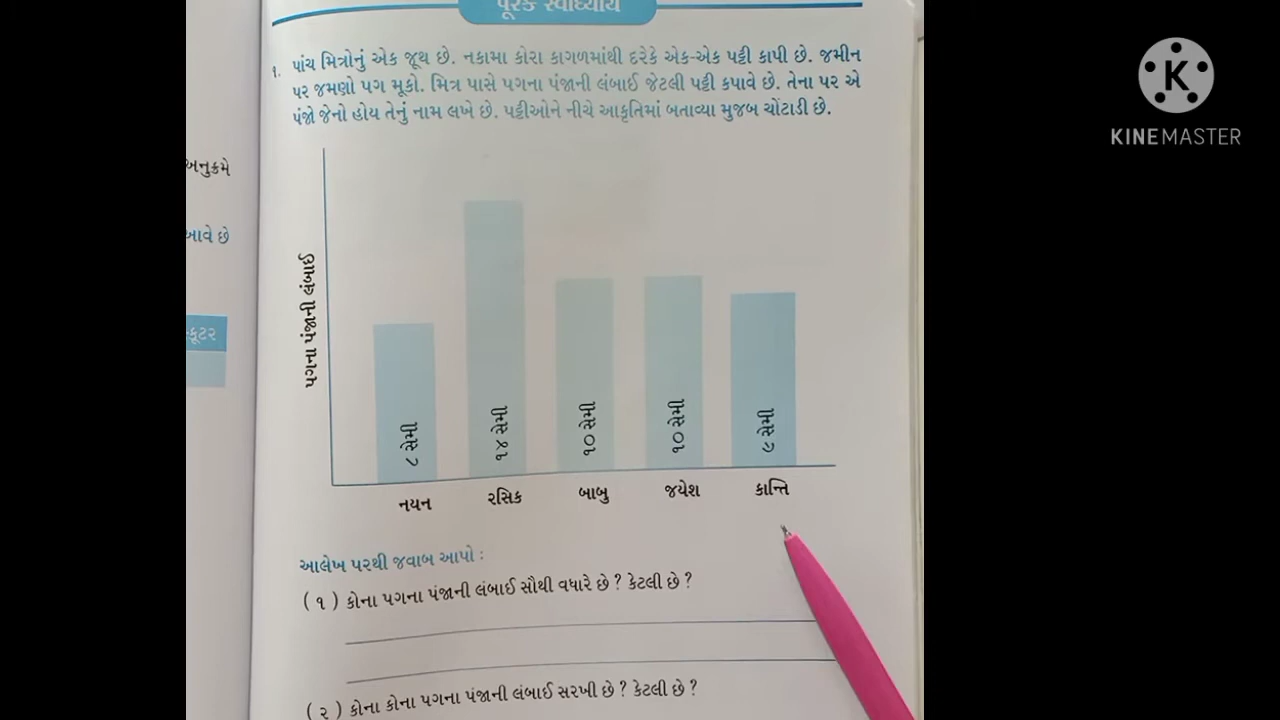 પૂરક સ્વાધ્યાય
૧. પાંચ મિત્રોનું એક જૂથ છે. નકામા કોરા કાગળમાંથી દરેકે એક-એક પટ્ટી કાપી છે. જમીન
પર જમણો પગ મૂકો. મિત્ર પાસે પગના પંજાની લંબાઈ જેટલી પટ્ટી કપાવે છે. તેના પર એ
પંજો જેનો હોય તેનું નામ લખે છે. પટ્ટીઓને નીચે આકૃતિમાં બતાવ્યા મુજબ ચોંટાડી છે.
અનુક્રમે
આવે છે
સ્કૂટર
પગના પંજાની લંબાઈ
૮ સેમી
૧૪ સેમી
૧૦ સેમી
૧૦ સેમી
૯ સેમી
નયન રસિક બાબુ જયેશ કાન્તિ
આલેખ પરથી જવાબ આપો :
( ૧ ) કોના પગના પંજાની લંબાઈ સૌથી વધારે છે ? કેટલી છે ?
( ૨ ) કોના કોના પગના પંજાની લંબાઈ સરખી છે ? કેટલી છે ?
K
KINEMASTER